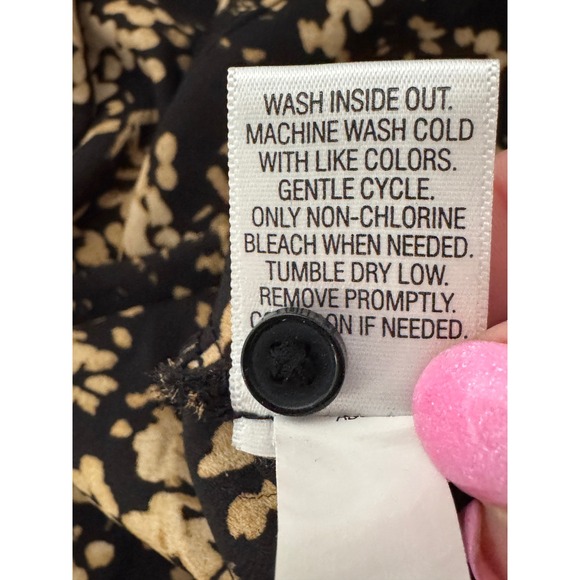 WASH INSIDE OUT.
MACHINE WASH COLD
WITH LIKE COLORS.
GENTLE CYCLE.
ONLY NON-CHLORINE
BLEACH WHEN NEEDED.
TUMBLE DRY LOW.
REMOVE PROMPTLY.
IF NEEDED.